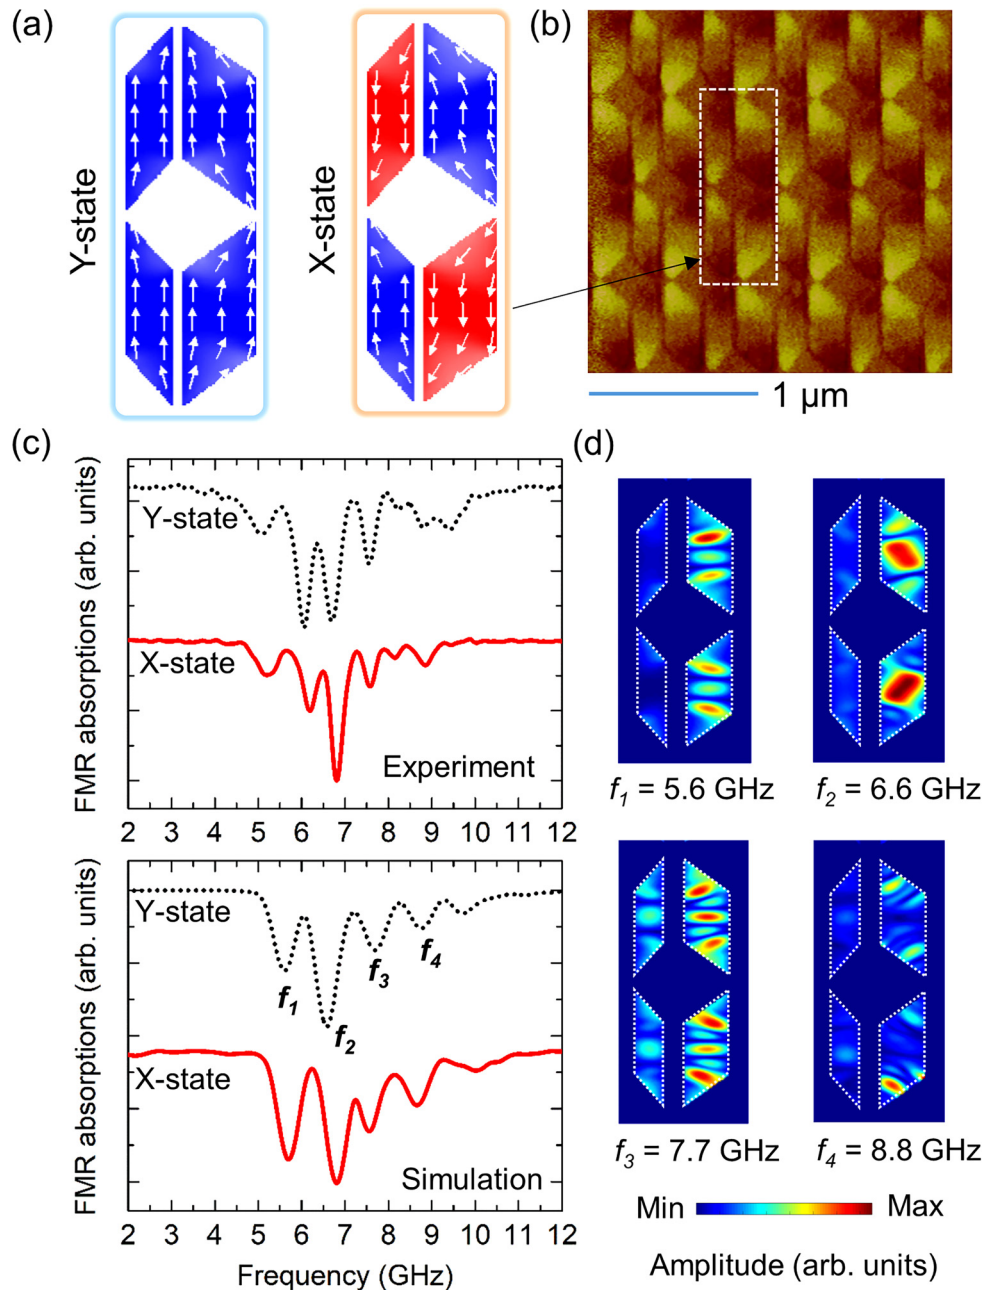 (a)
Y-state
X-state
(b)
1 μm
(c)
FMR absorptions (arb. units)
Y-state
X-state
Experiment
2 3 4 5 6 7 8 9 10 11 12
FMR absorptions (arb. units)
Y-state
f1
f2
f3
f4
X-state
Simulation
2 3 4 5 6 7 8 9 10 11 12
Frequency (GHz)
(d)
f1 = 5.6 GHz
f2 = 6.6 GHz
f3 = 7.7 GHz
f4 = 8.8 GHz
Min Max
Amplitude (arb. units)